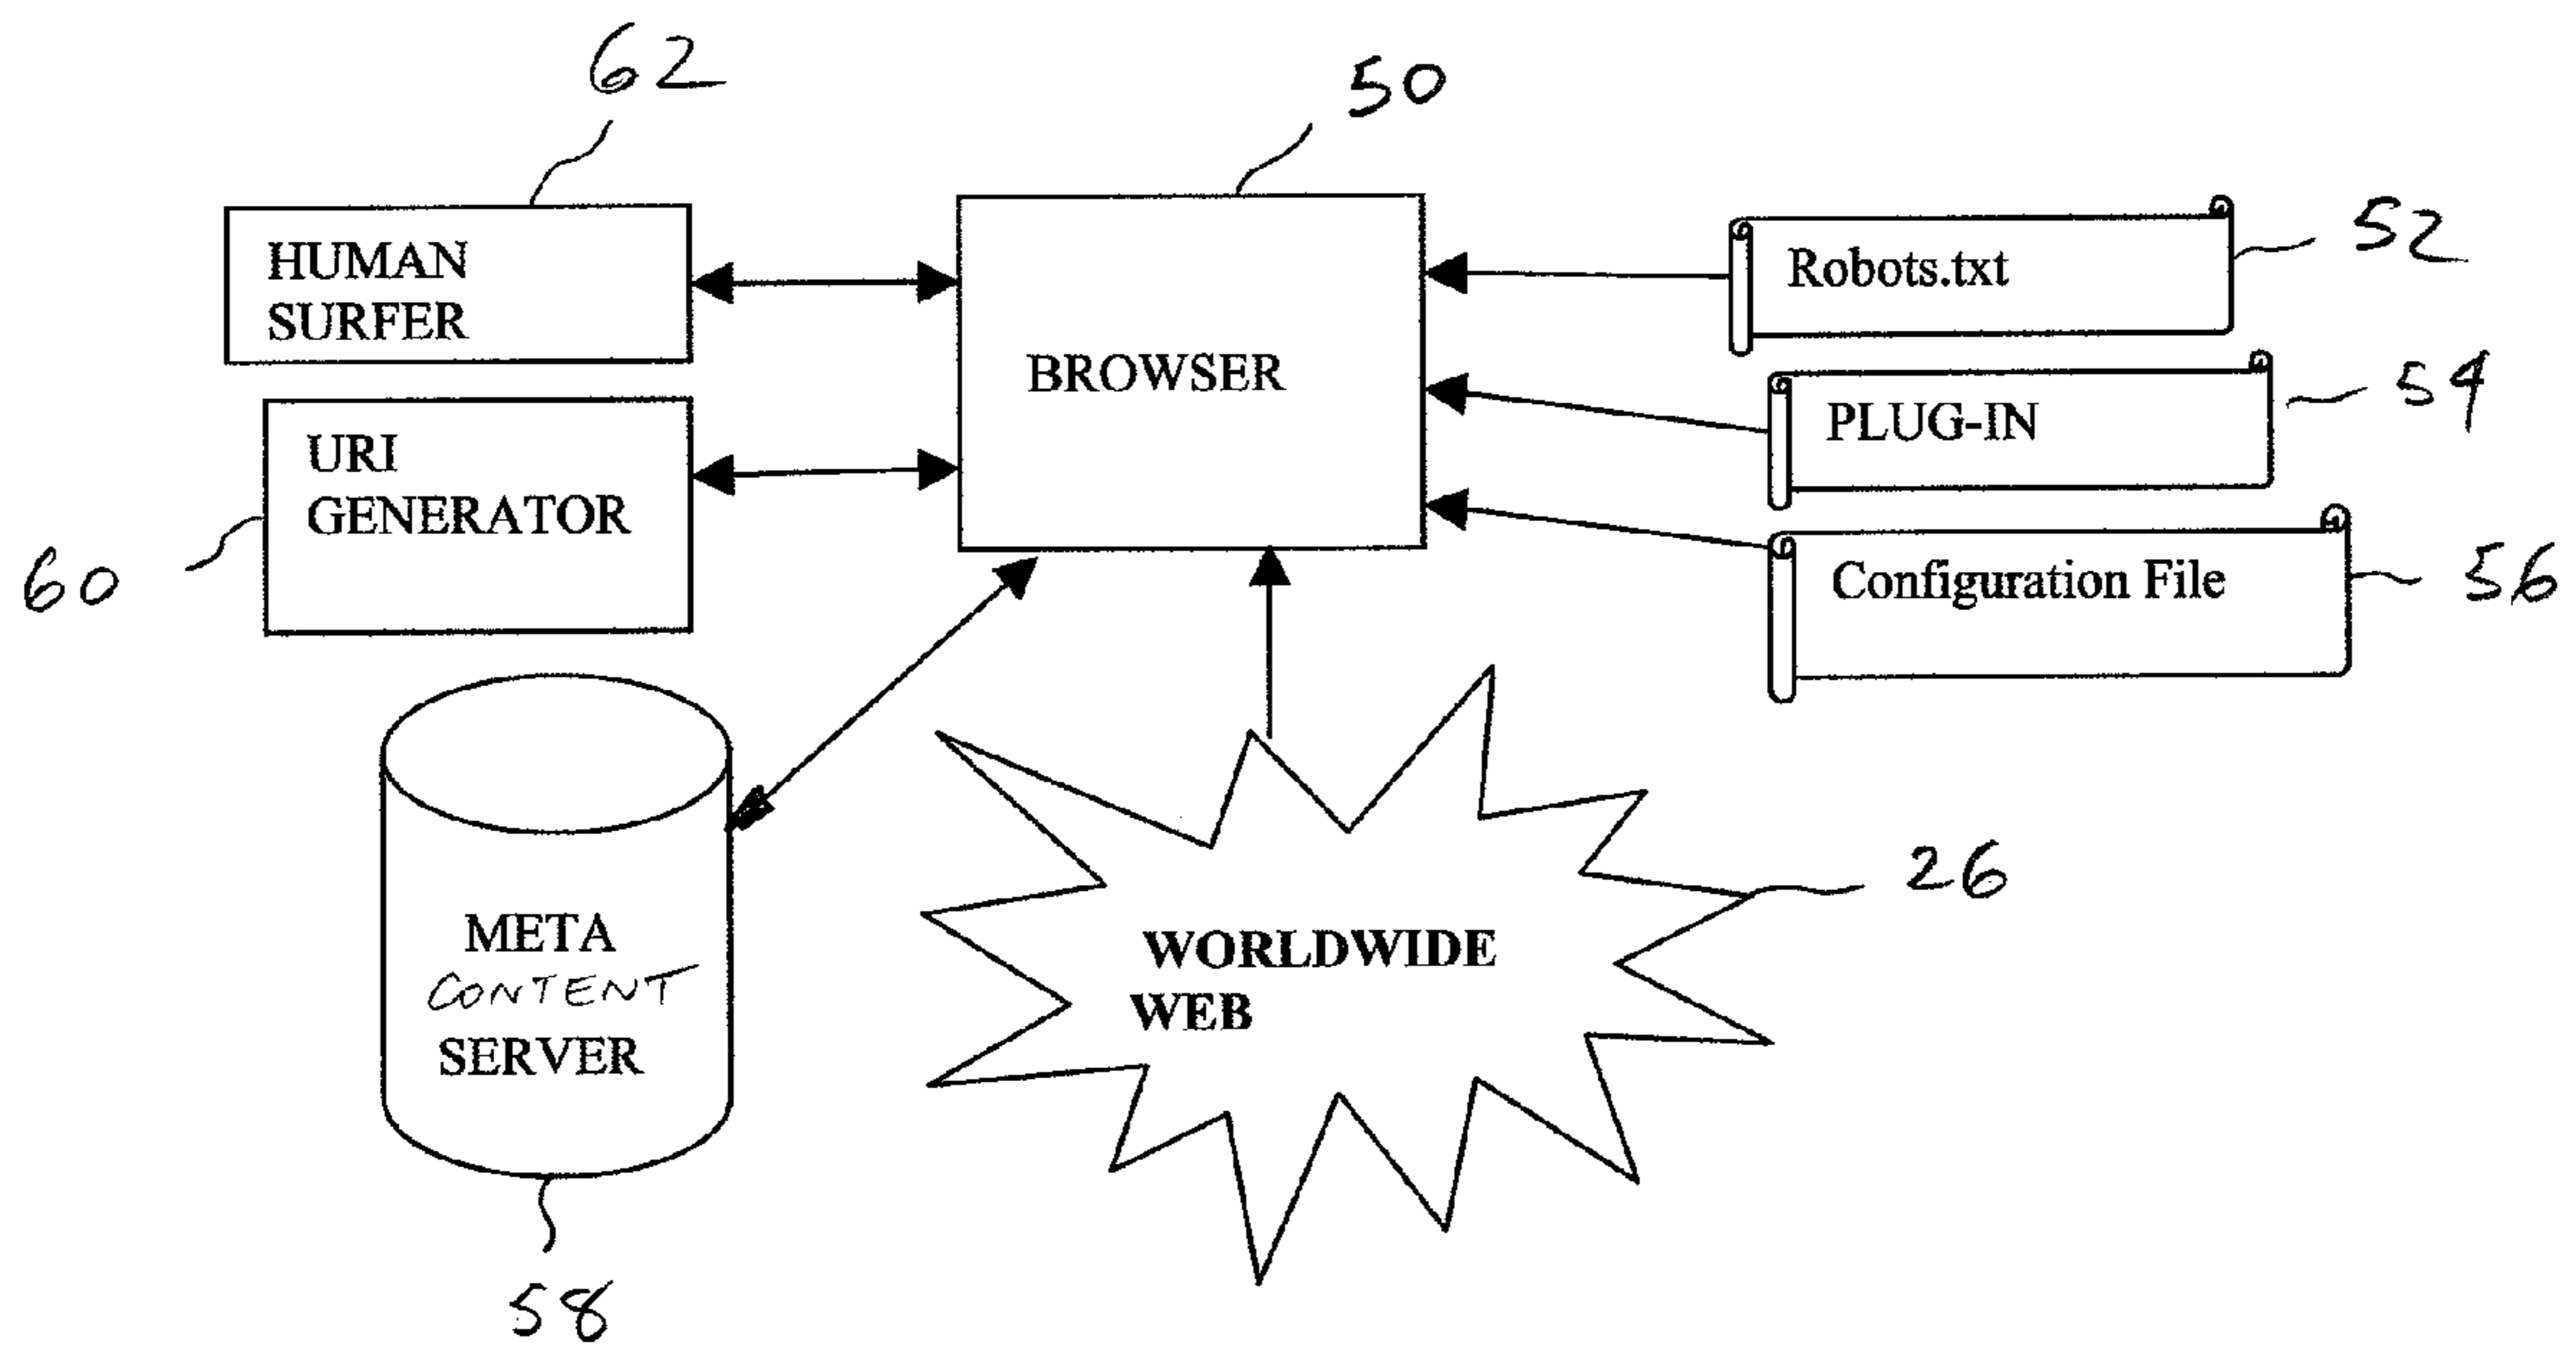 62
50
HUMAN
SURFER
BROWSER
Robots.txt
52
URI
GENERATOR
60
PLUG-IN
54
Configuration File
56
META
CONTENT
SERVER
58
WORLDWIDE
WEB
26